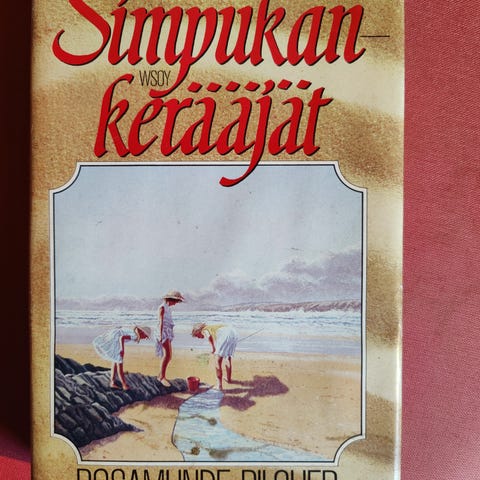 Simpukan-
WSOY
kerääjät
ROSAMUNDE PILCHER